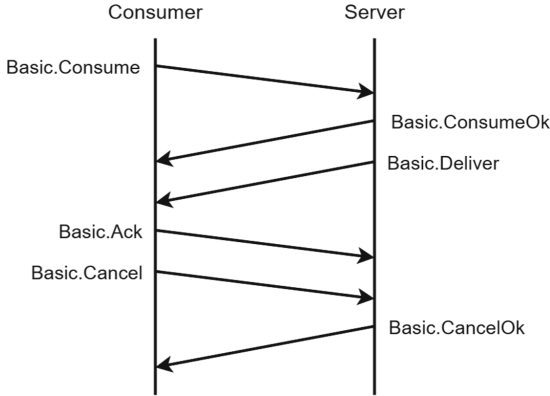 Consumer
Server
Basic.Consume
Basic.ConsumeOk
Basic.Deliver
Basic.Ack
Basic.Cancel
Basic.CancelOk